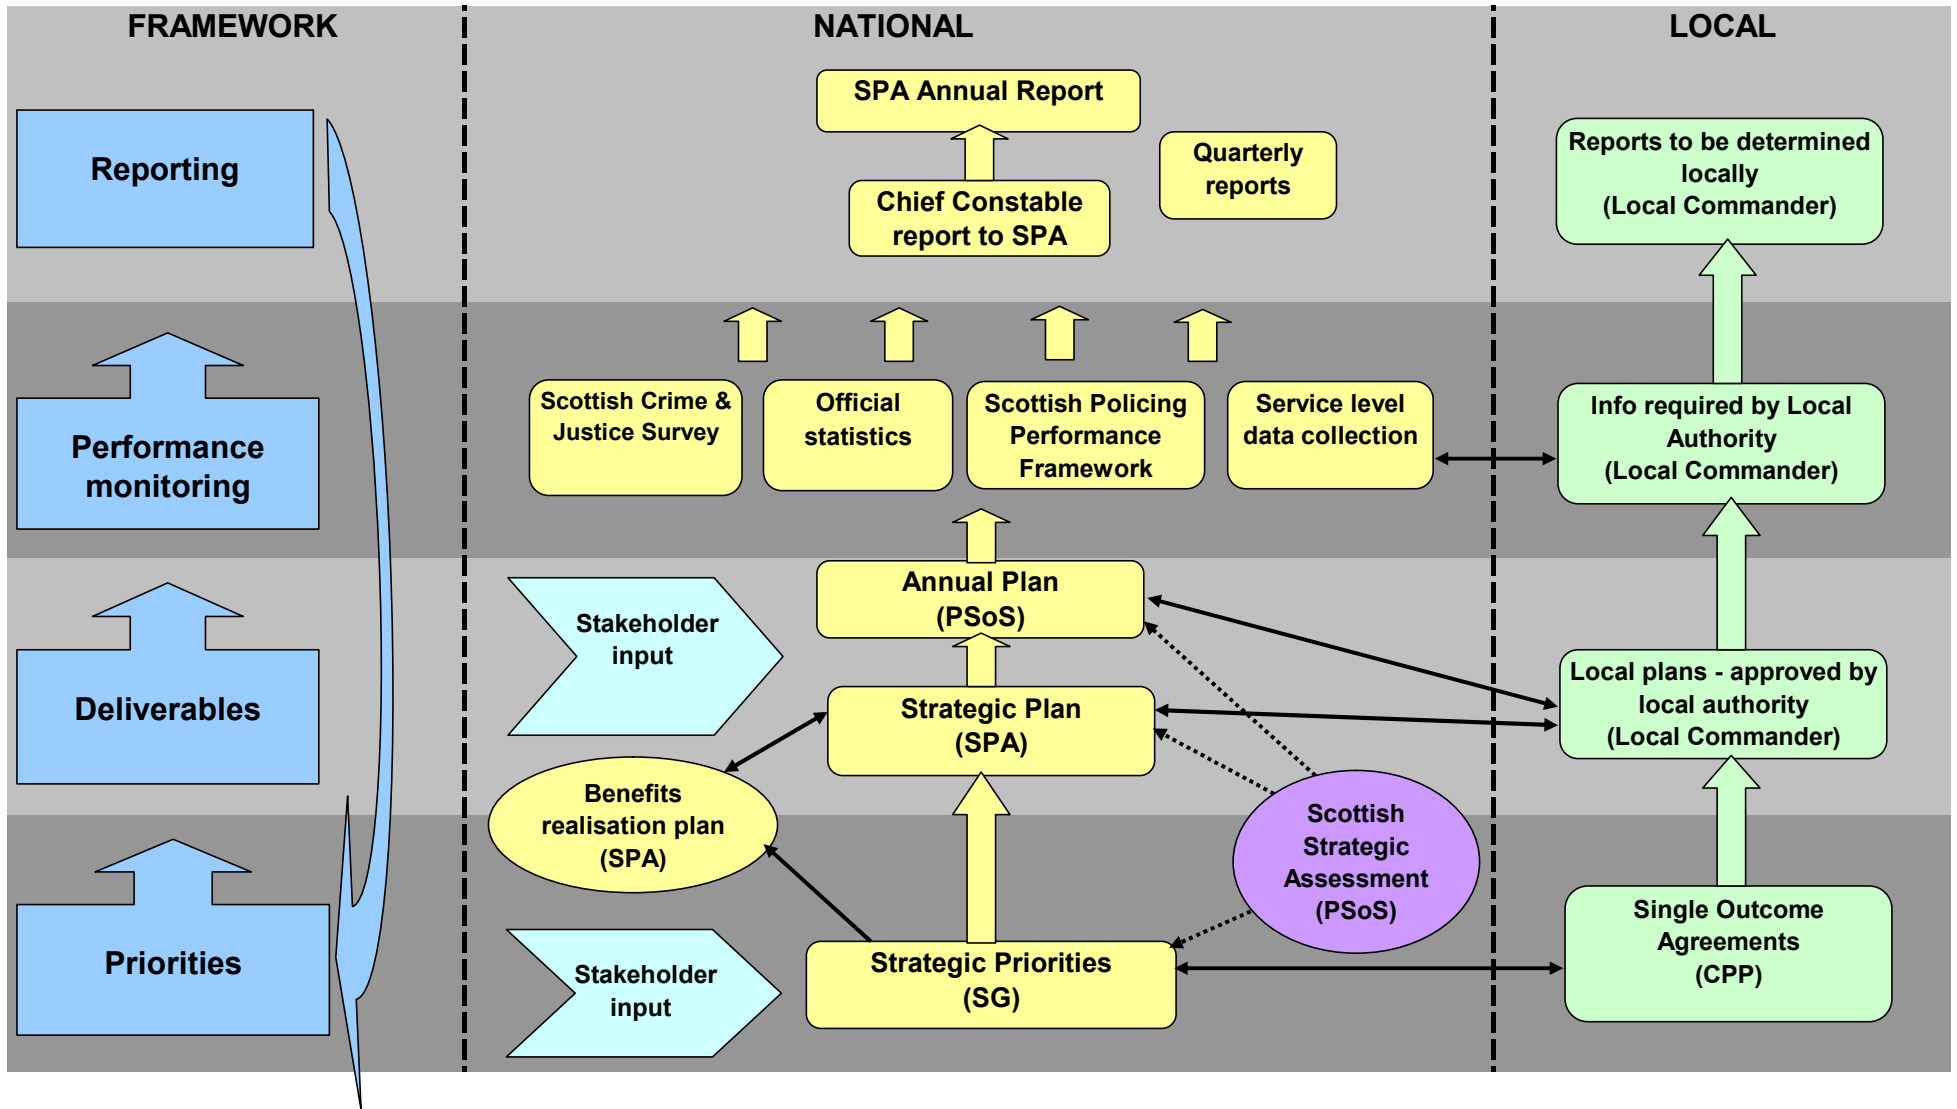 FRAMEWORK
NATIONAL
LOCAL
Reporting
SPA Annual Report
Chief Constable
report to SPA
Quarterly
reports
Reports to be determined
locally
(Local Commander)
Performance
monitoring
Scottish Crime &
Justice Survey
Official
statistics
Scottish Policing
Performance
Framework
Service level
data collection
Info required by Local
Authority
(Local Commander)
Deliverables
Stakeholder
input
Annual Plan
(PSoS)
Strategic Plan
(SPA)
Local plans - approved by
local authority
(Local Commander)
Benefits
realisation plan
(SPA)
Scottish
Strategic
Assessment
(PSoS)
Priorities
Stakeholder
input
Strategic Priorities
(SG)
Single Outcome
Agreements
(CPP)